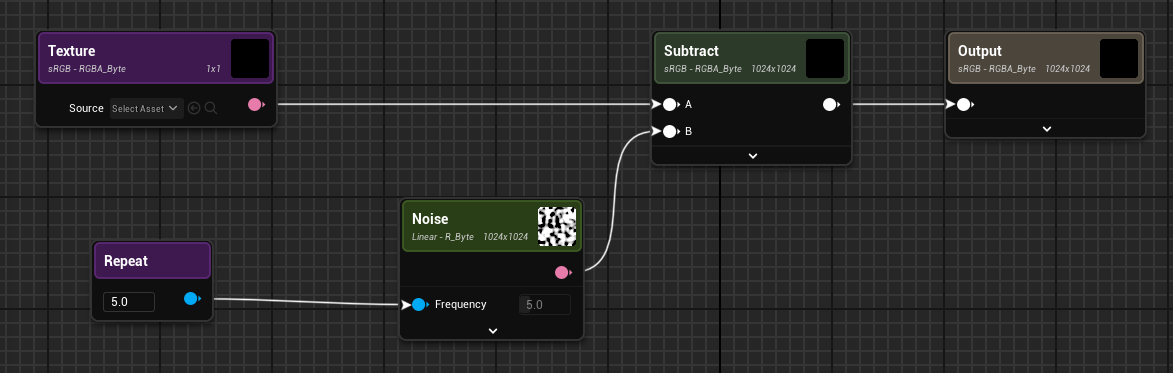 Texture
sRGB - RGBA_Byte 1x1
Source Select Asset
Subtract
sRGB - RGBA_Byte 1024x1024
A
B
Output
sRGB - RGBA_Byte 1024x1024
Noise
Linear - R_Byte 1024x1024
Frequency 5.0
Repeat
5.0